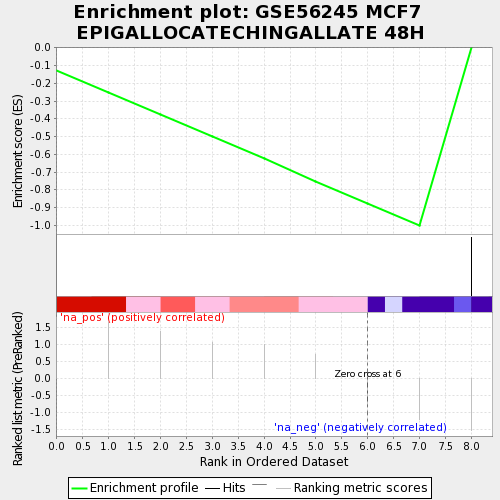 Enrichment plot: GSE56245 MCF7
EPIGALLOCATECHINGALLATE 48H
Enrichment score (ES)
0.0
-0.1
-0.2
-0.3
-0.4
-0.5
-0.6
-0.7
-0.8
-0.9
-1.0
'na_pos' (positively correlated)
Zero cross at 6
'na_neg' (negatively correlated)
Ranked list metric (PreRanked)
1.5
1.0
0.5
0.0
-0.5
-1.0
-1.5
0.0 0.5 1.0 1.5 2.0 2.5 3.0 3.5 4.0 4.5 5.0 5.5 6.0 6.5 7.0 7.5 8.0
Rank in Ordered Dataset
Enrichment profile Hits Ranking metric scores